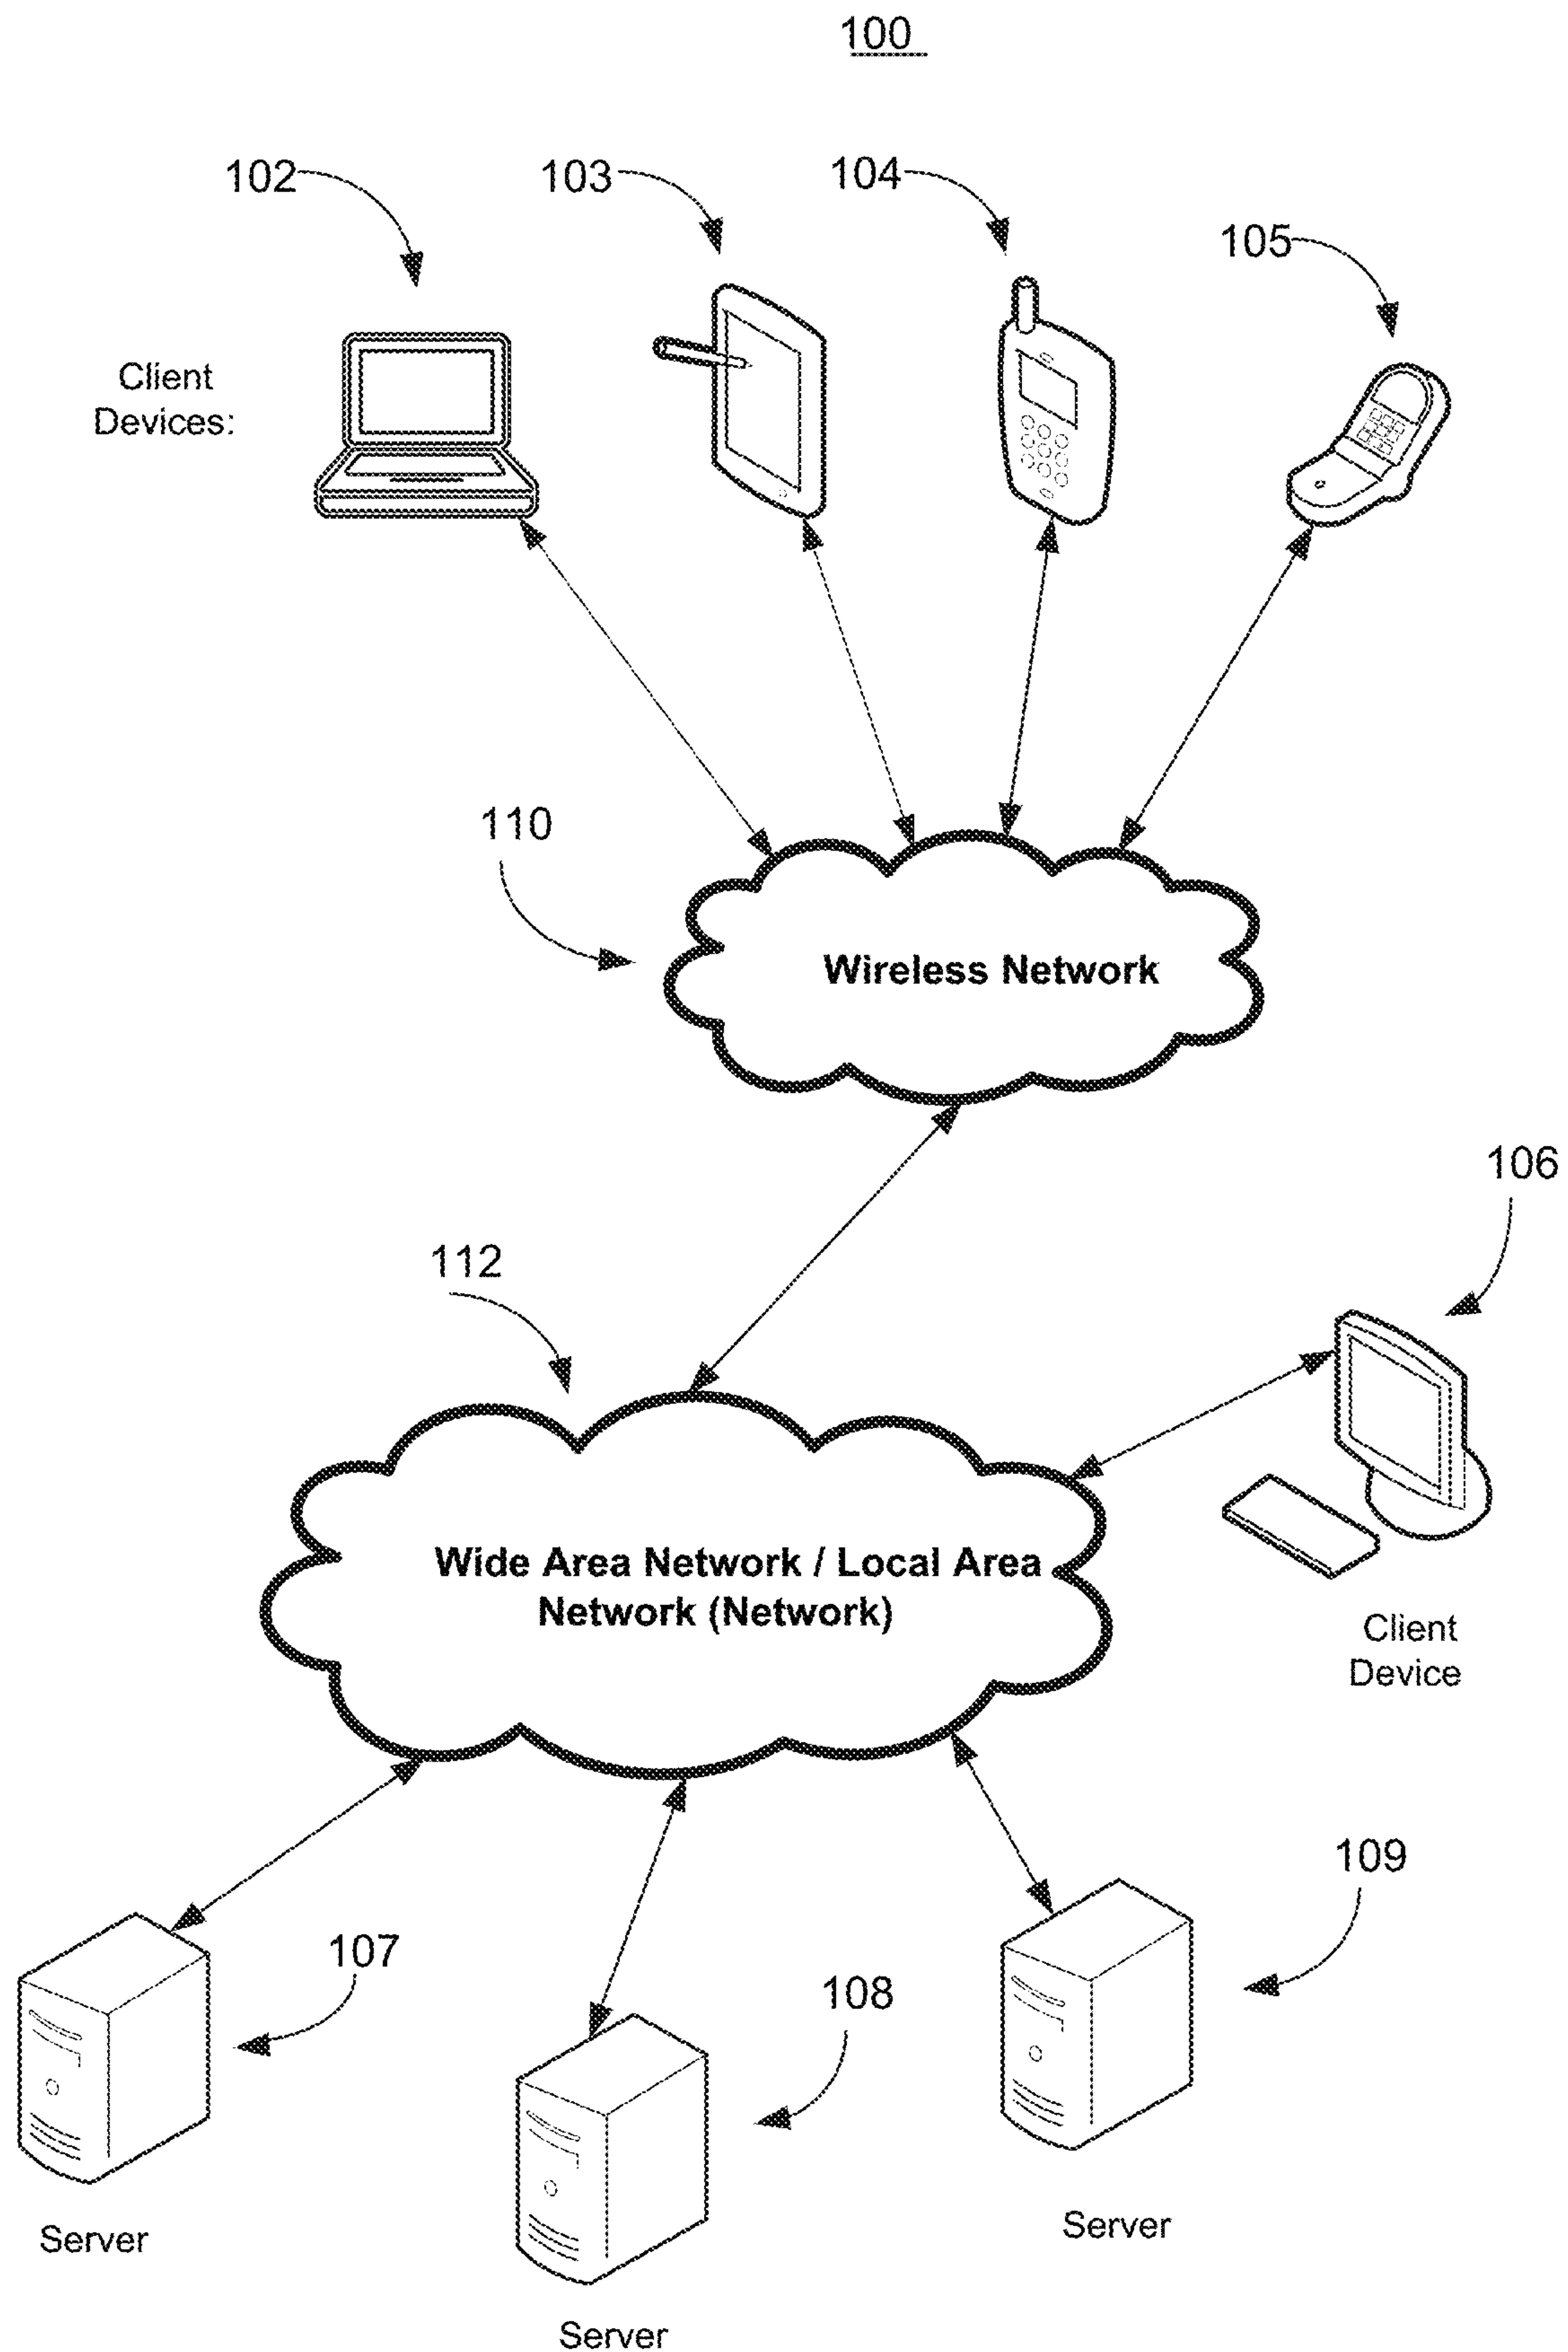 100
102
103
104
105
Client
Devices:
110
Wireless Network
106
112
Wide Area Network / Local Area
Network (Network)
Client
Device
109
107
108
Server
Server
Server